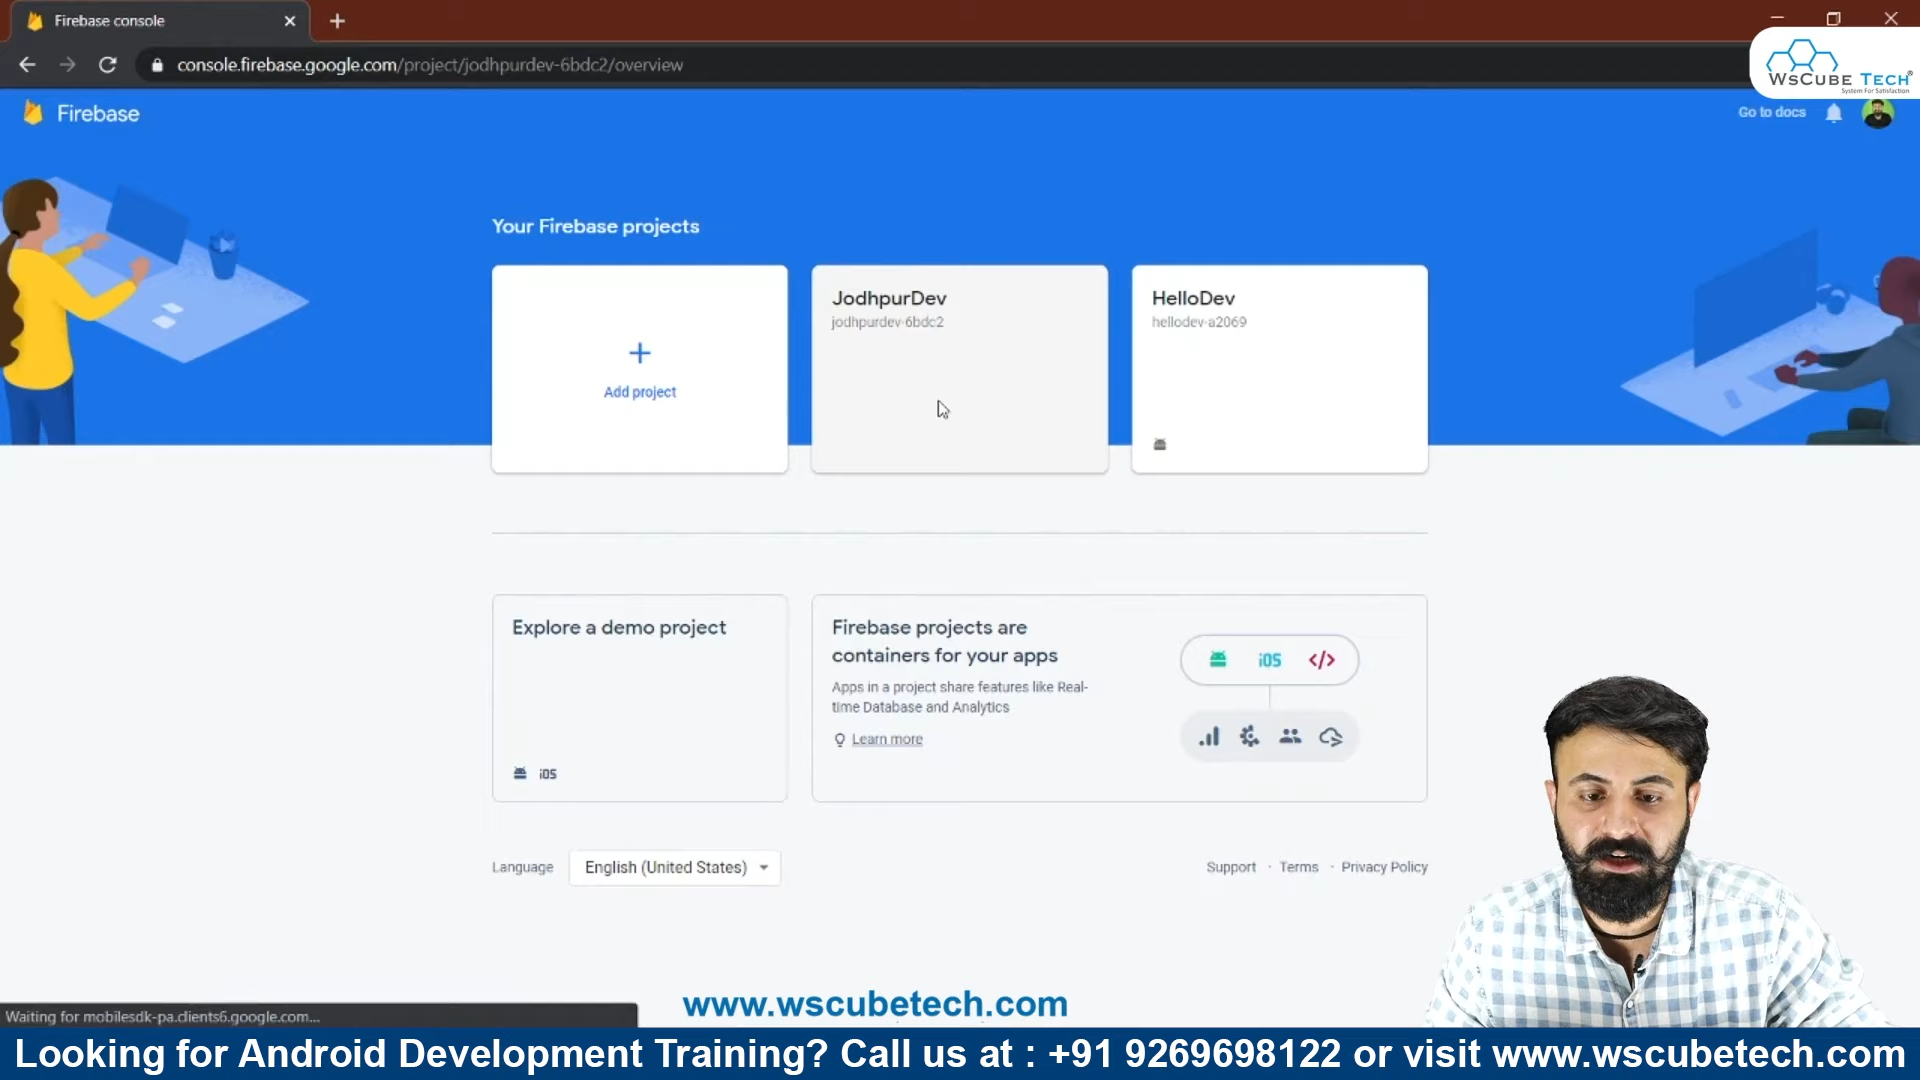 Firebase console
console.firebase.google.com/project/jodhpurdev-6bdc2/overview
WsCube Tech®
System For Satisfaction
Firebase
Go to docs
Your Firebase projects
Add project
JodhpurDev
jodhpurdev-6bdc2
HelloDev
hellodev-a2069
Explore a demo project
iOS
Firebase projects are
containers for your apps
Apps in a project share features like Real-
time Database and Analytics
Learn more
iOS </>
Language English (United States)
Support · Terms · Privacy Policy
www.wscubetech.com
Waiting for mobilesdk-pa.clients6.google.com...
Looking for Android Development Training? Call us at : +91 9269698122 or visit www.wscubetech.com